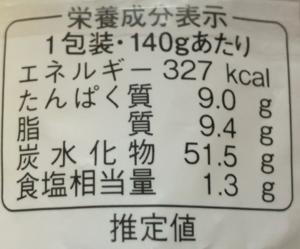 栄養成分表示
1包装・140gあたり
エネルギー 327 kcal
たんぱく質 9.0 g
脂質 9.4 g
炭水化物 51.5 g
食塩相当量 1.3 g
推定値